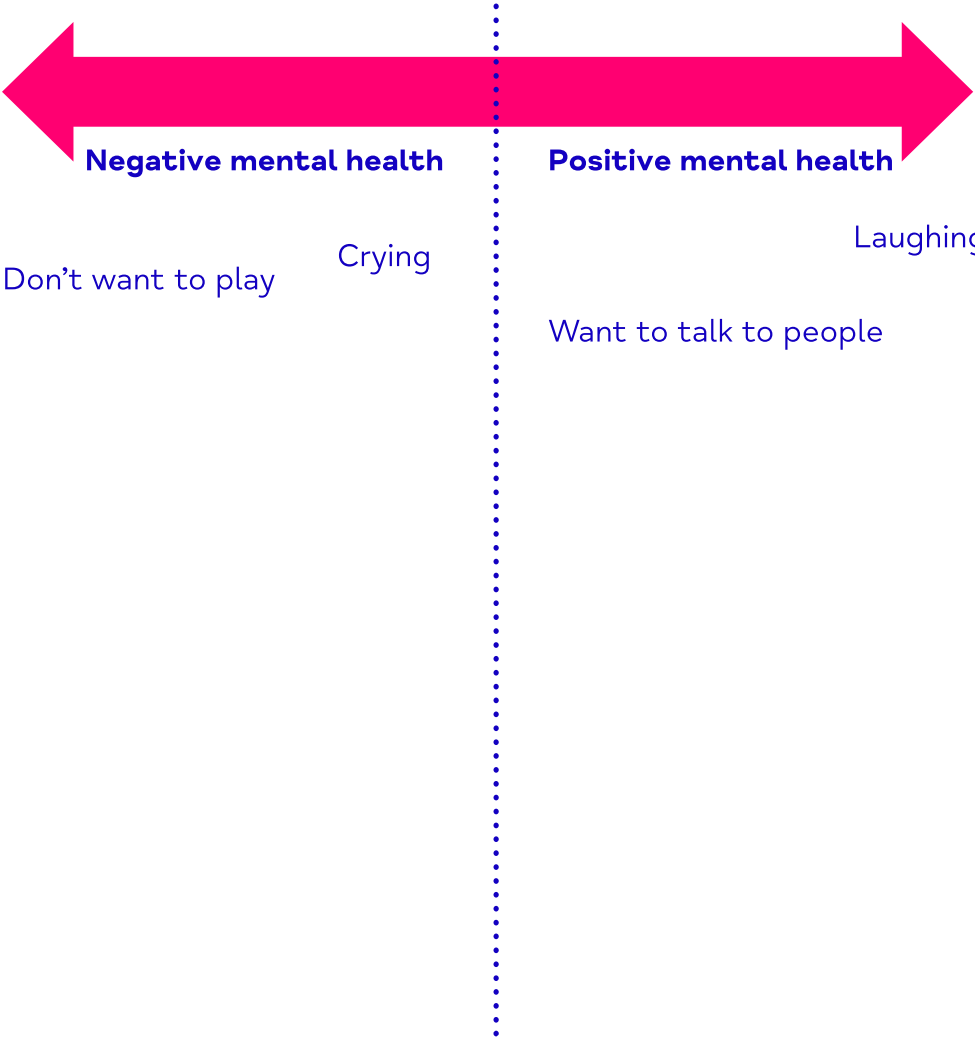 Negative mental health
Positive mental health
Laughing
Crying
Don't want to play
Want to talk to people